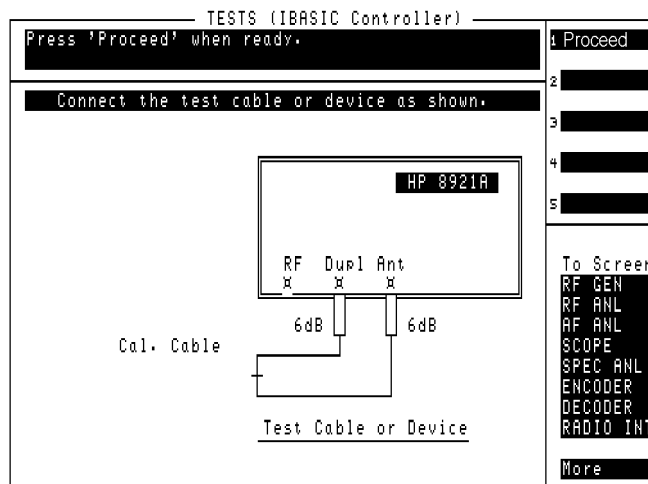 TESTS (IBASIC Controller)
Press 'Proceed' when ready.
Connect the test cable or device as shown.
HP 8921A
RF Dupl Ant
6dB 6dB
Cal. Cable
Test Cable or Device
1 Proceed
2
3
4
5
To Screen
RF GEN
RF ANL
AF ANL
SCOPE
SPEC ANL
ENCODER
DECODER
RADIO INT
More